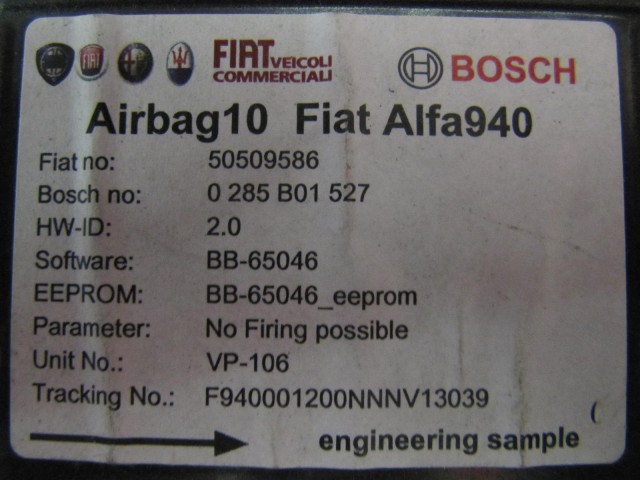 FIAT VEICOLI COMMERCIALI
BOSCH
Airbag10 Fiat Alfa940
Fiat no: 50509586
Bosch no: 0 285 B01 527
HW-ID: 2.0
Software: BB-65046
EEPROM: BB-65046_eeprom
Parameter: No Firing possible
Unit No.: VP-106
Tracking No.: F940001200NNNV13039
engineering sample